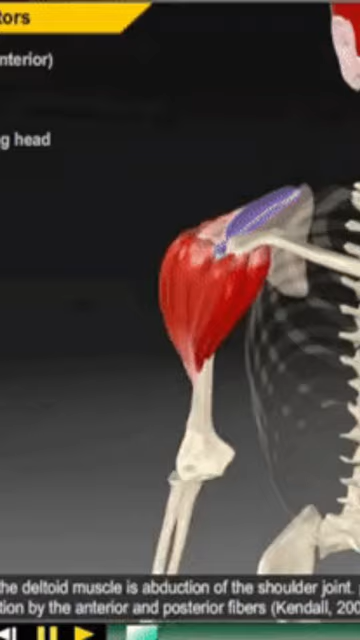 tors
nterior)
g head
the deltoid muscle is abduction of the shoulder joint.
tion by the anterior and posterior fibers (Kendall, 200